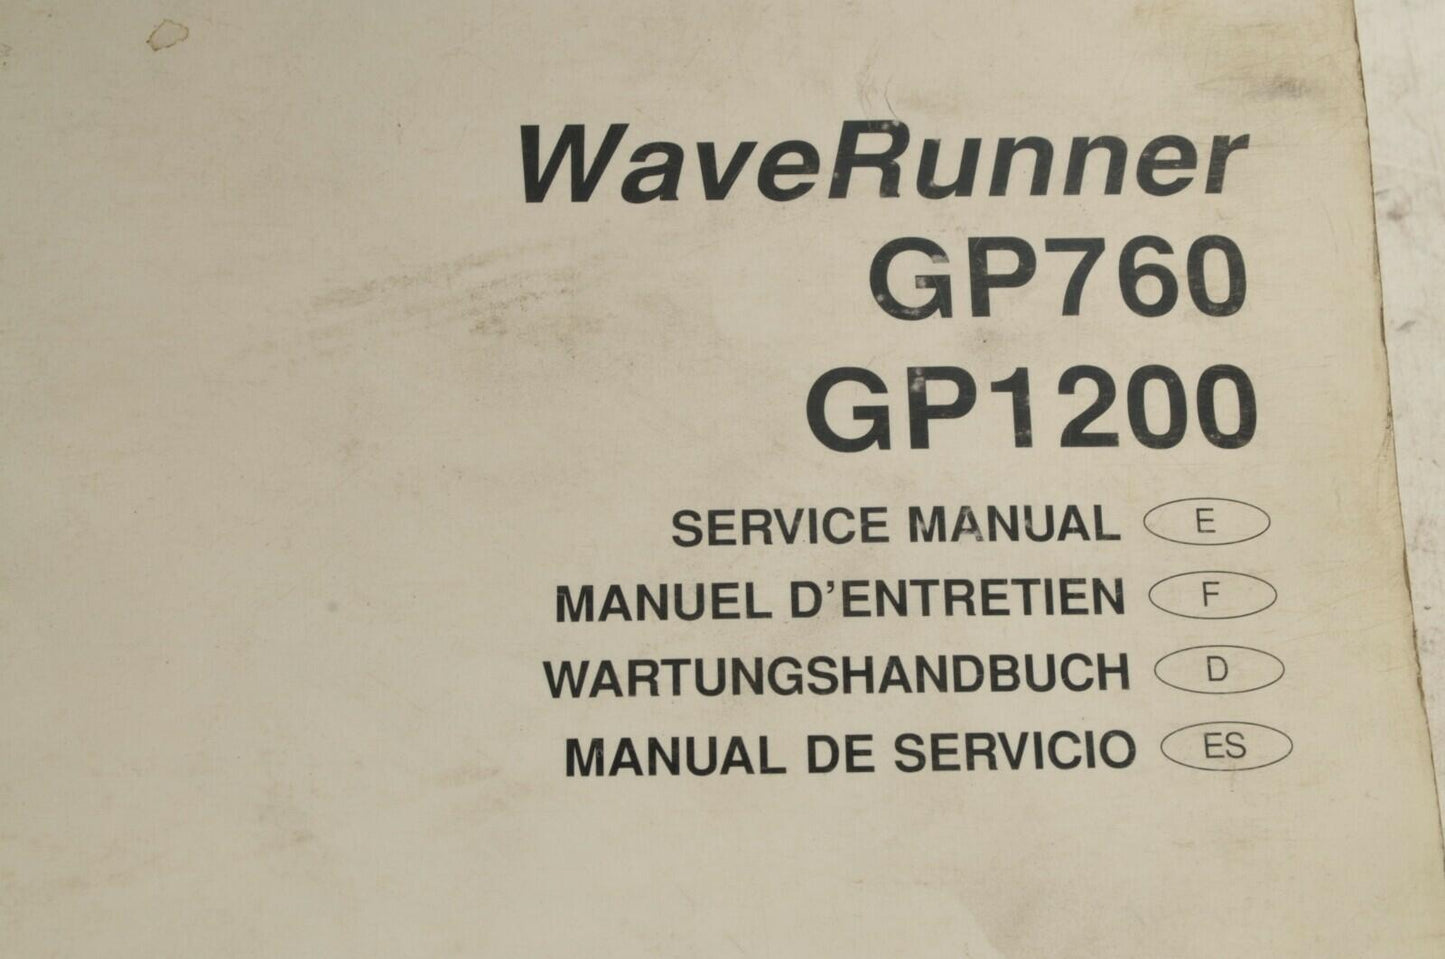 WaveRunner
GP760
GP1200
SERVICE MANUAL E
MANUEL D’ENTRETIEN F
WARTUNGSHANDBUCH D
MANUAL DE SERVICIO ES